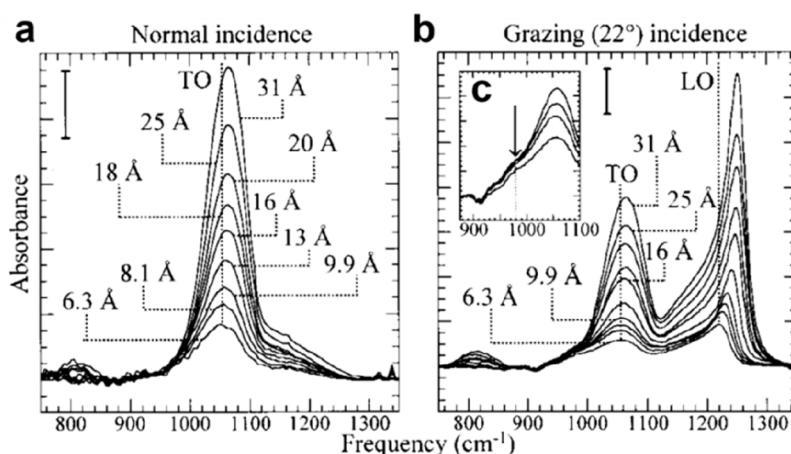 a Normal incidence
TO
31 Å
25 Å
20 Å
18 Å
16 Å
13 Å
8.1 Å
9.9 Å
6.3 Å
800 900 1000 1100 1200 1300
Absorbance
b Grazing (22°) incidence
c
LO
31 Å
TO
25 Å
16 Å
9.9 Å
6.3 Å
900 1000 1100
800 900 1000 1100 1200 1300
Frequency (cm⁻¹)